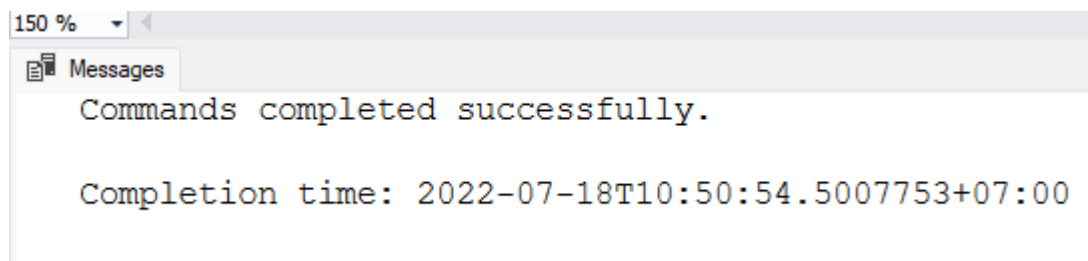 150 %
Messages
Commands completed successfully.
Completion time: 2022-07-18T10:50:54.5007753+07:00